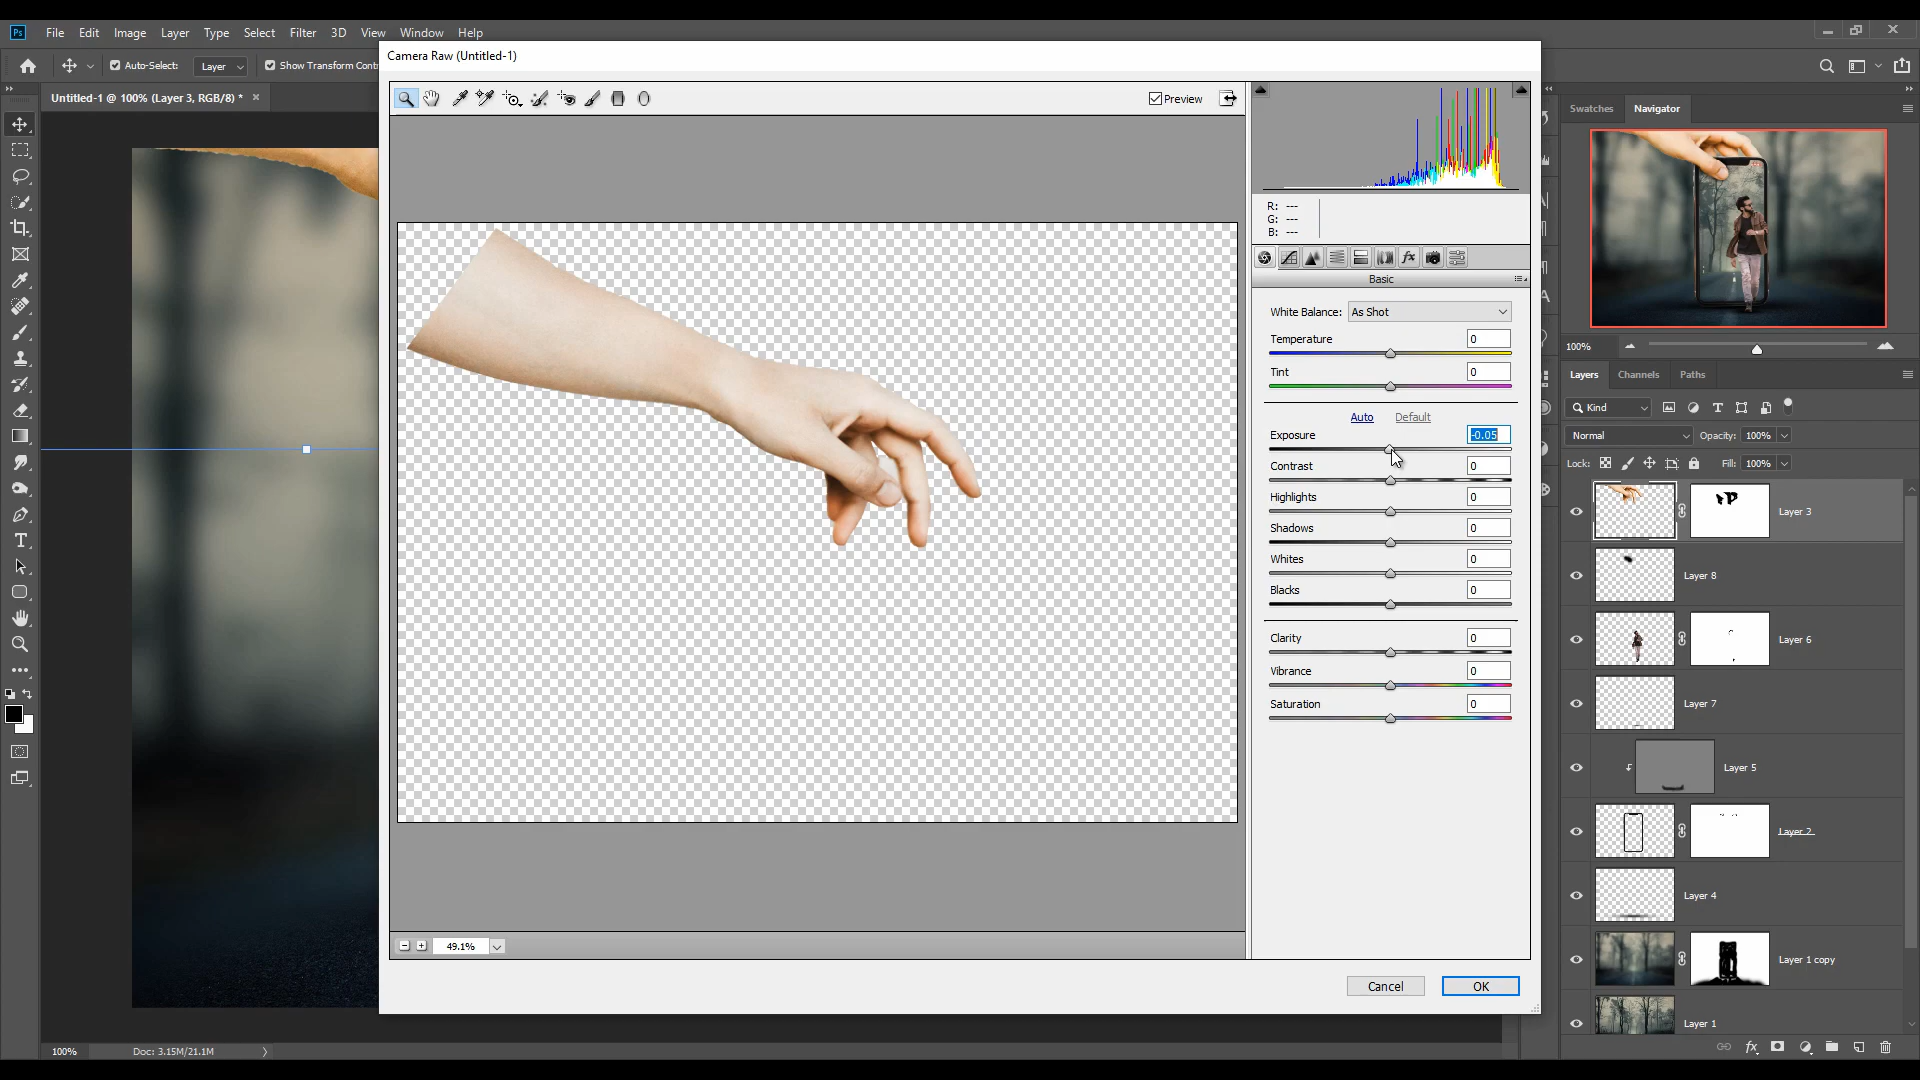 Ps File Edit Image Layer Type Select Filter 3D View Window Help
Auto-Select: Layer Show Transform Cont
Untitled-1 @ 100% (Layer 3, RGB/8) *
Camera Raw (Untitled-1)
Preview
R: ---
G: ---
B: ---
Basic
White Balance: As Shot
Temperature 0
Tint 0
Auto Default
Exposure -0.05
Contrast 0
Highlights 0
Shadows 0
Whites 0
Blacks 0
Clarity 0
Vibrance 0
Saturation 0
49.1%
Cancel OK
100% Doc: 3.15M/21.1M
Swatches Navigator
100%
Layers Channels Paths
Kind
Normal Opacity: 100%
Lock: Fill: 100%
Layer 3
Layer 8
Layer 6
Layer 7
Layer 5
Layer 2
Layer 4
Layer 1 copy
Layer 1